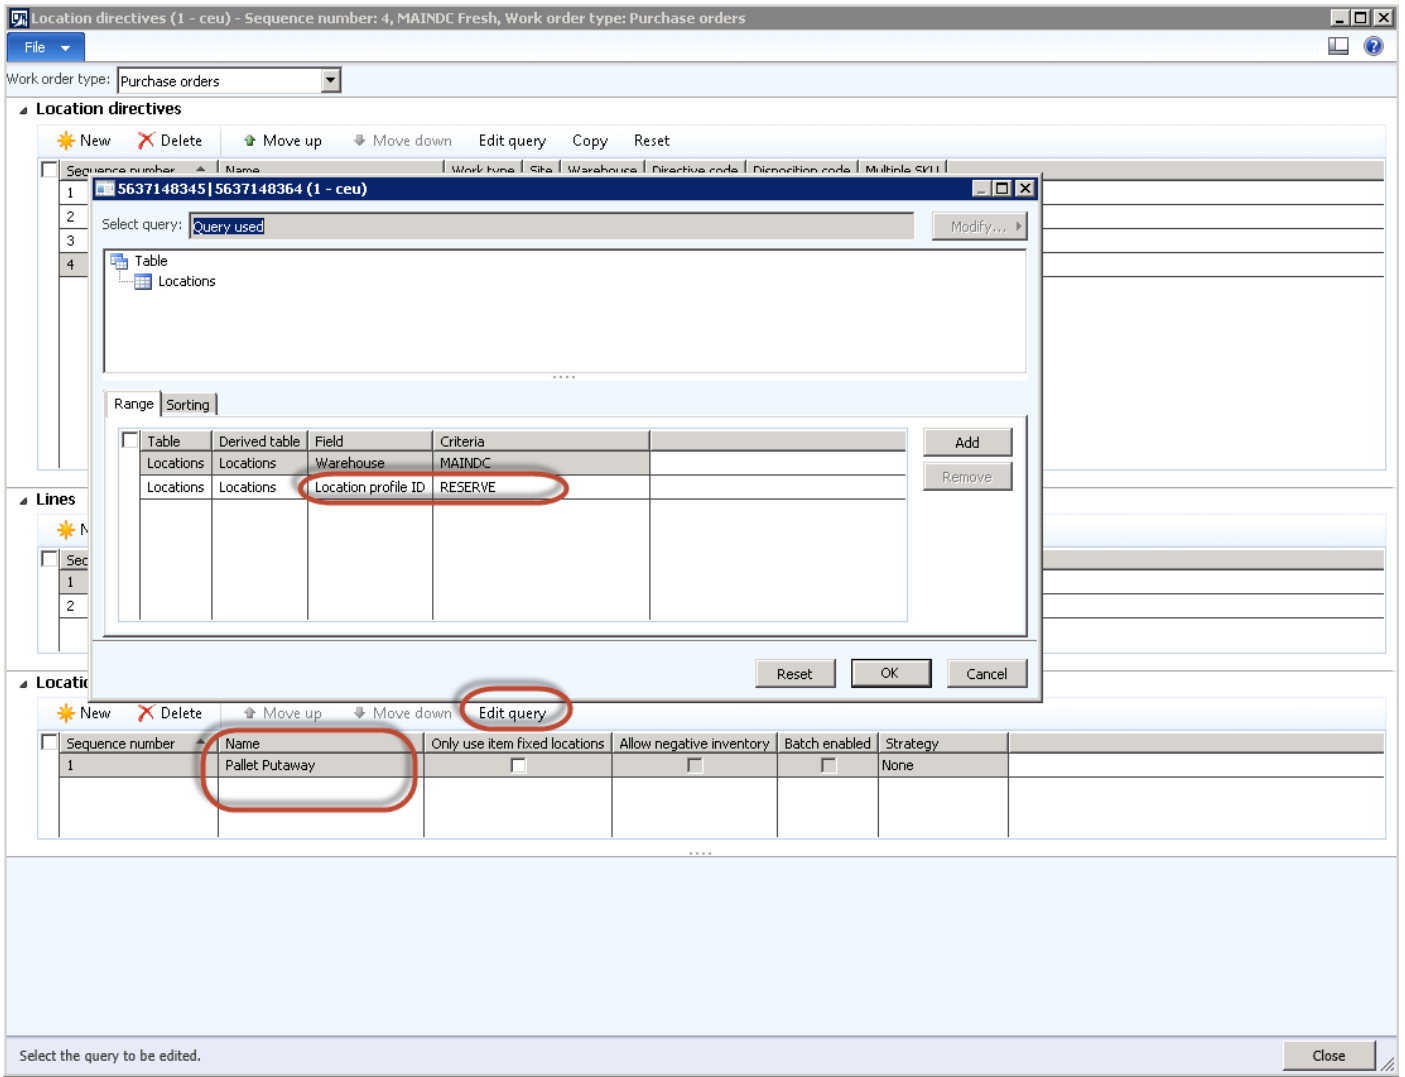 Location directives (1 - ceu) - Sequence number: 4, MAINDC Fresh, Work order type: Purchase orders
File
Work order type: Purchase orders
Location directives
New Delete Move up Move down Edit query Copy Reset
Sequence number Name Work type Site Warehouse Directive code Disposition code Multiple SKU
1
2
3
4
5637148345|5637148364 (1 - ceu)
Select query: Query used Modify...
Table
Locations
Range Sorting
Table Derived table Field Criteria Add
Locations Locations Warehouse MAINDC
Locations Locations Location profile ID RESERVE Remove
Lines
N
Sec
1
2
Reset OK Cancel
Locatic
New Delete Move up Move down Edit query
Sequence number Name Only use item fixed locations Allow negative inventory Batch enabled Strategy
1 Pallet Putaway None
Select the query to be edited. Close